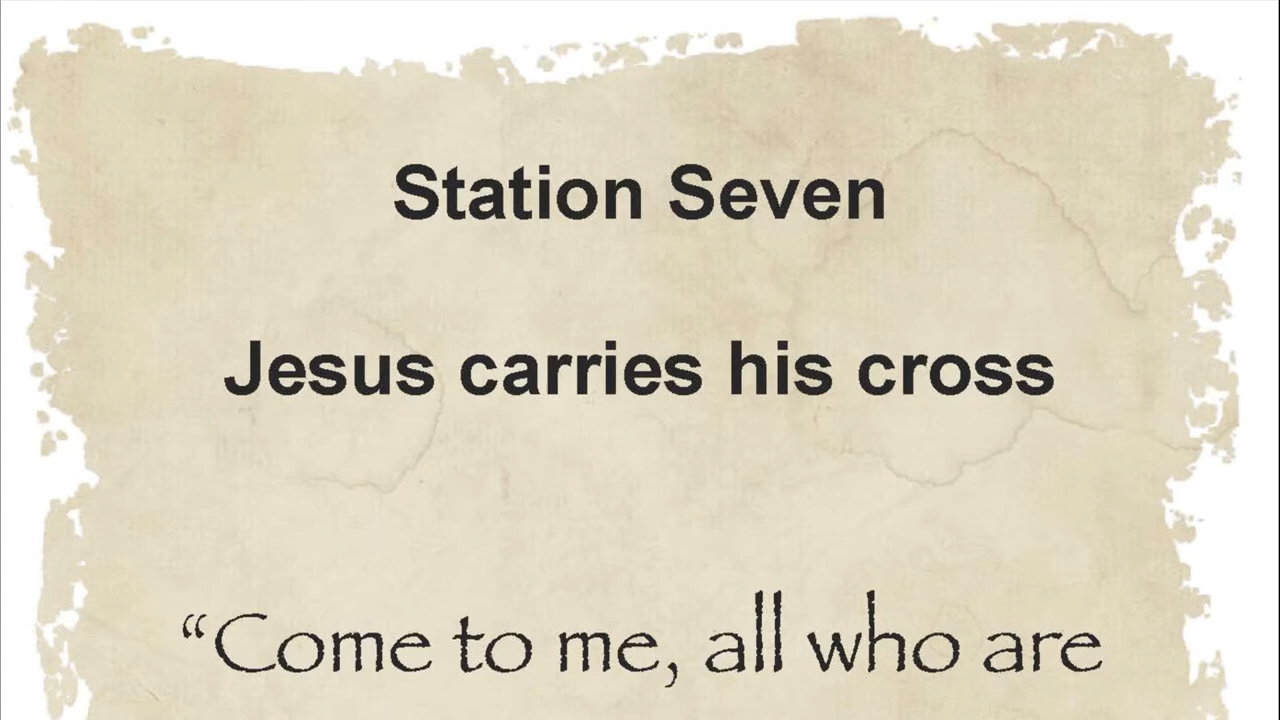 Station Seven
Jesus carries his cross
“Come to me, all who are